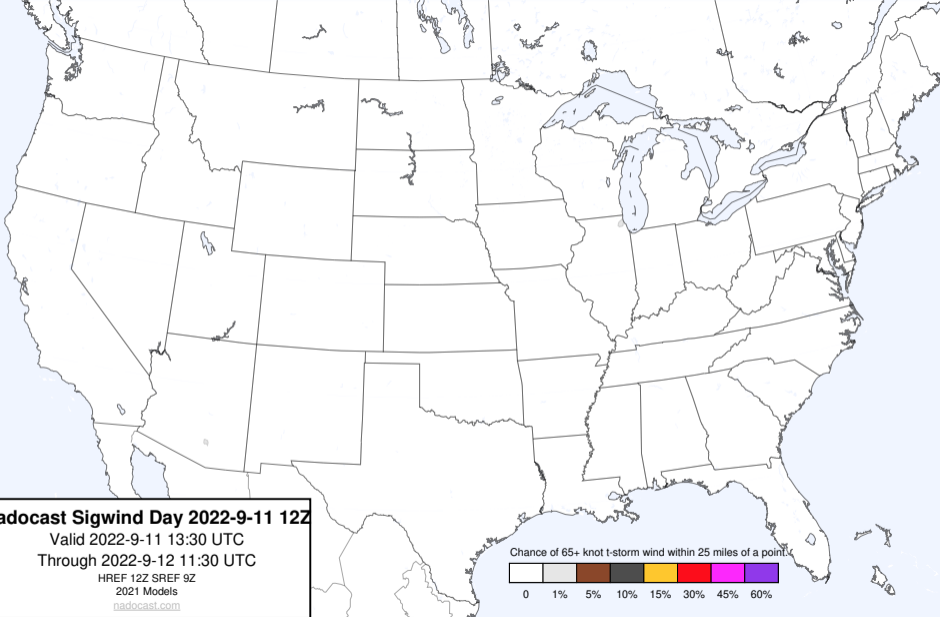 adocast Sigwind Day 2022-9-11 12Z
Valid 2022-9-11 13:30 UTC
Through 2022-9-12 11:30 UTC
HREF 12Z SREF 9Z
2021 Models
nadocast.com
Chance of 65+ knot t-storm wind within 25 miles of a point.
0 1% 5% 10% 15% 30% 45% 60%